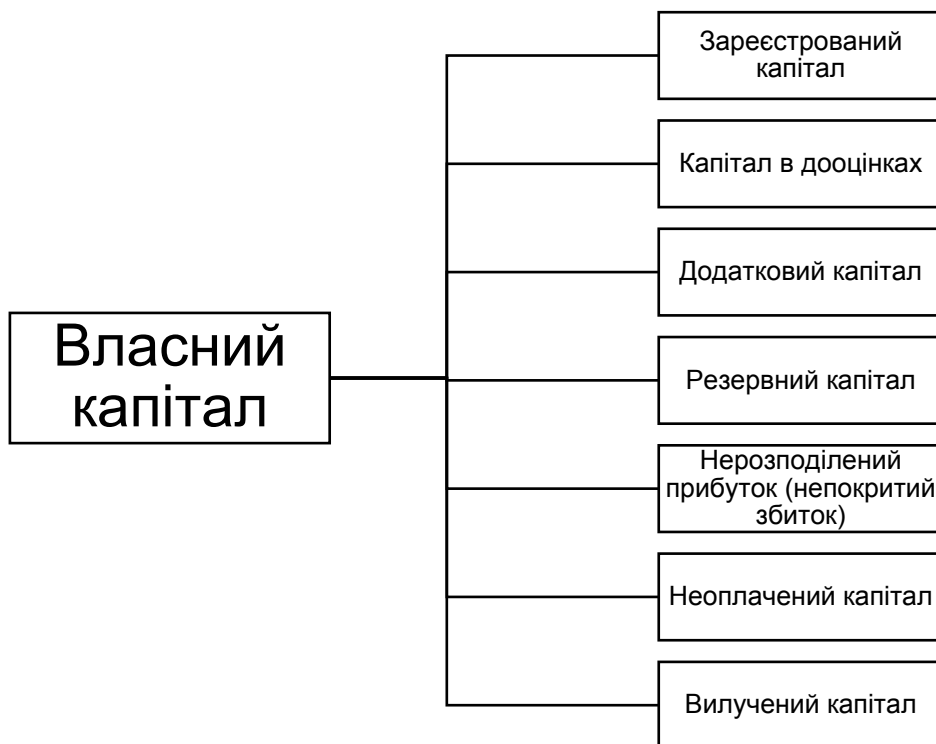 Власний
капітал
Зареєстрований
капітал
Капітал в дооцінках
Додатковий капітал
Резервний капітал
Нерозподілений
прибуток (непокритий
збиток)
Неоплачений капітал
Вилучений капітал